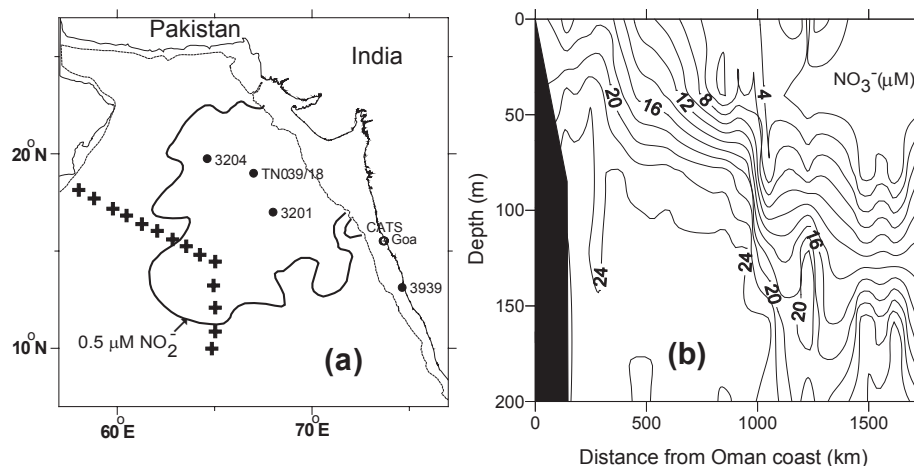 (a)
Pakistan
India
20°N
10°N
60°E
70°E
3204
TN039/18
3201
CATS
Goa
3939
0.5 μM NO₂⁻
(a)
(b)
NO₃⁻(μM)
0
50
100
150
200
Depth (m)
20
16
12
8
4
24
24
20
20
16
(b)
0
500
1000
1500
Distance from Oman coast (km)